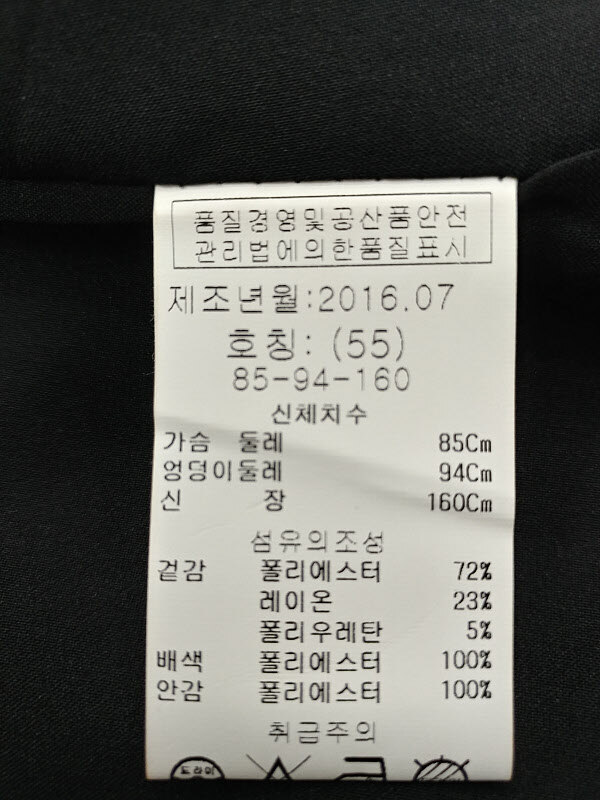 품질경영및공산품안전
관리법에의한품질표시
제조년월:2016.07
호칭: (55)
85-94-160
신체치수
가슴 둘레 85Cm
엉덩이둘레 94Cm
신 장 160Cm
섬유의조성
겉감 폴리에스터 72%
레이온 23%
폴리우레탄 5%
배색 폴리에스터 100%
안감 폴리에스터 100%
취급주의
드라이